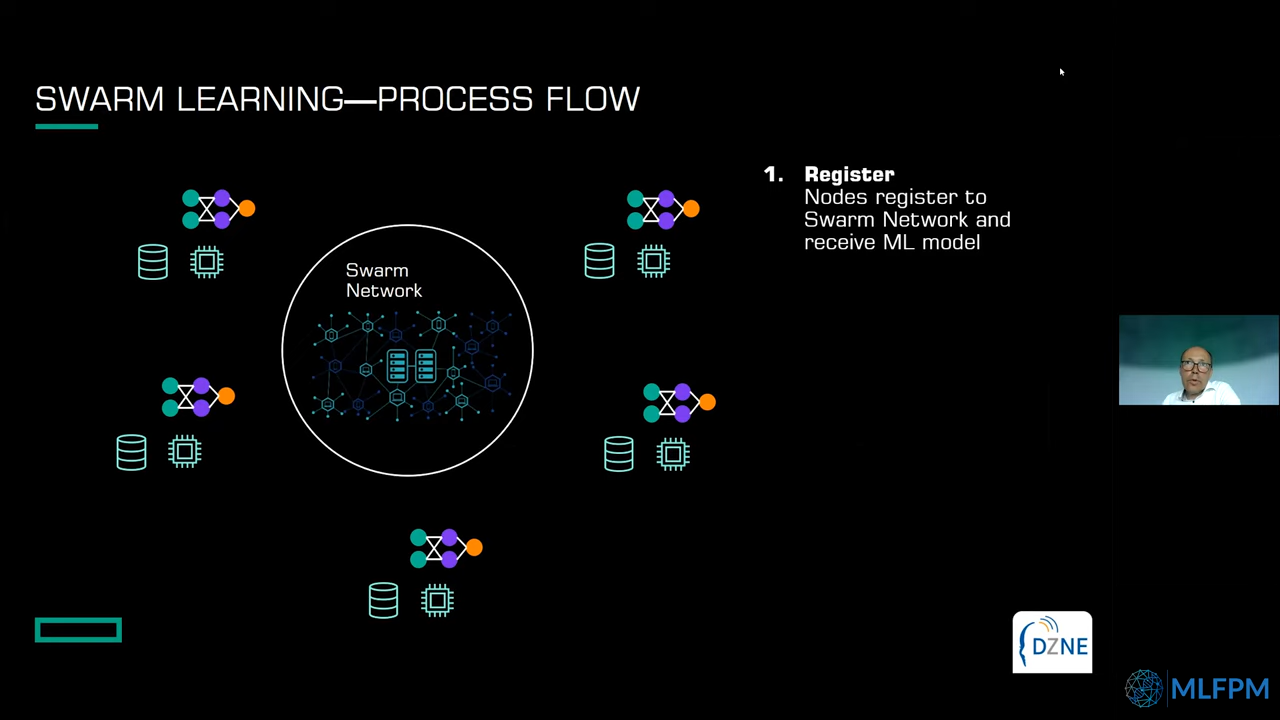 SWARM LEARNING—PROCESS FLOW
1. Register
Nodes register to
Swarm Network and
receive ML model
Swarm
Network
DZNE
MLFPM